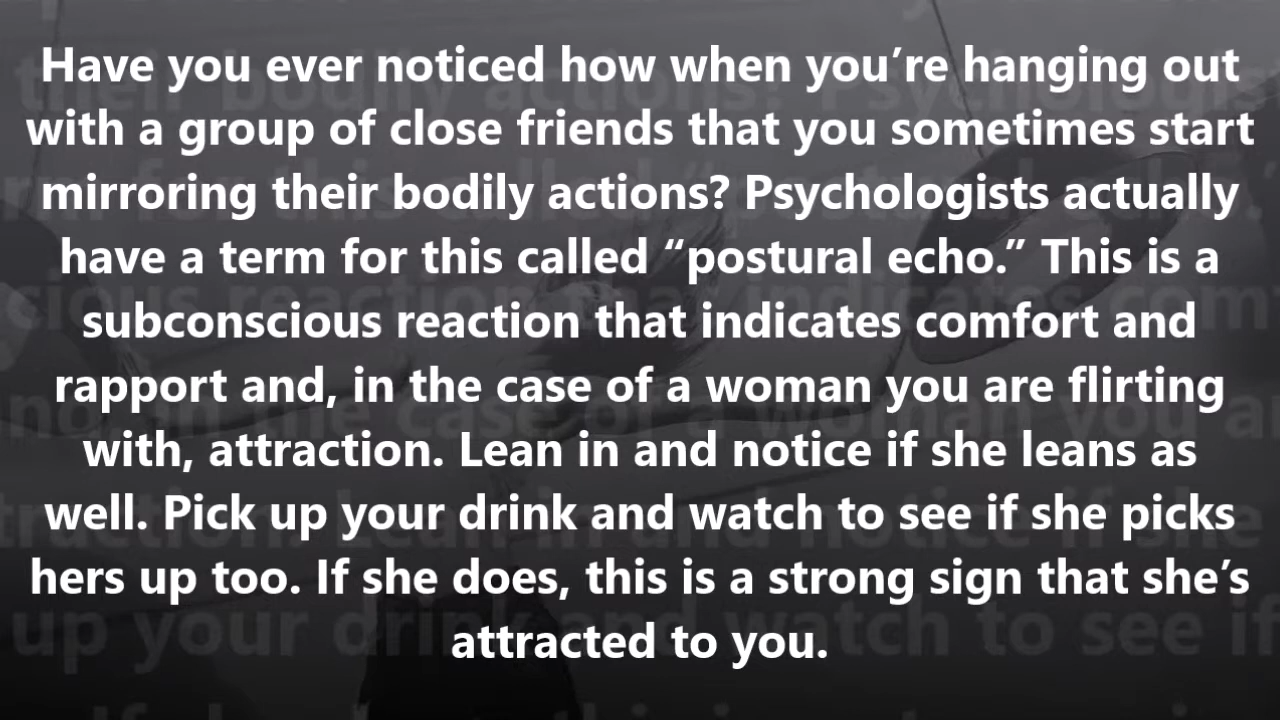 Have you ever noticed how when you’re hanging out
with a group of close friends that you sometimes start
mirroring their bodily actions? Psychologists actually
have a term for this called “postural echo.” This is a
subconscious reaction that indicates comfort and
rapport and, in the case of a woman you are flirting
with, attraction. Lean in and notice if she leans as
well. Pick up your drink and watch to see if she picks
hers up too. If she does, this is a strong sign that she’s
attracted to you.